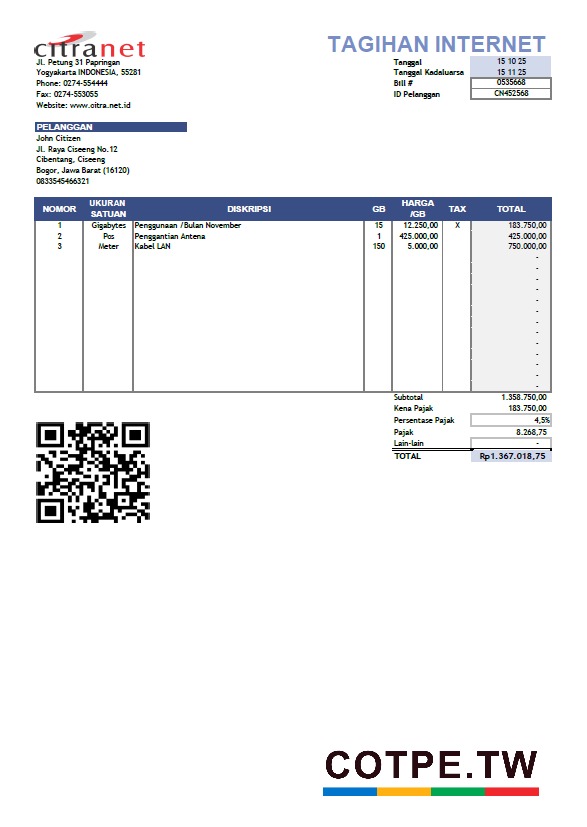 citranet
TAGIHAN INTERNET
Jl. Petung 31 Papringan
Yogyakarta INDONESIA, 55281
Phone: 0274-554444
Fax: 0274-553055
Website: www.citra.net.id
Tanggal 15 10 25
Tanggal Kadaluarsa 15 11 25
Bill # 0535668
ID Pelanggan CN452568
PELANGGAN
John Citizen
Jl. Raya Ciseeng No.12
Cibentang, Ciseeng
Bogor, Jawa Barat (16120)
0833545466321
NOMOR UKURAN SATUAN DISKRIPSI GB HARGA /GB TAX TOTAL
1 Gigabytes Penggunaan /Bulan November 15 12.250,00 X 183.750,00
2 Pos Penggantian Antena 1 425.000,00 425.000,00
3 Meter Kabel LAN 150 5.000,00 750.000,00
-
-
-
-
-
-
-
-
-
-
-
-
-
Subtotal 1.358.750,00
Kena Pajak 183.750,00
Persentase Pajak 4,5%
Pajak 8.268,75
Lain-lain -
TOTAL Rp1.367.018,75
COTPE.TW